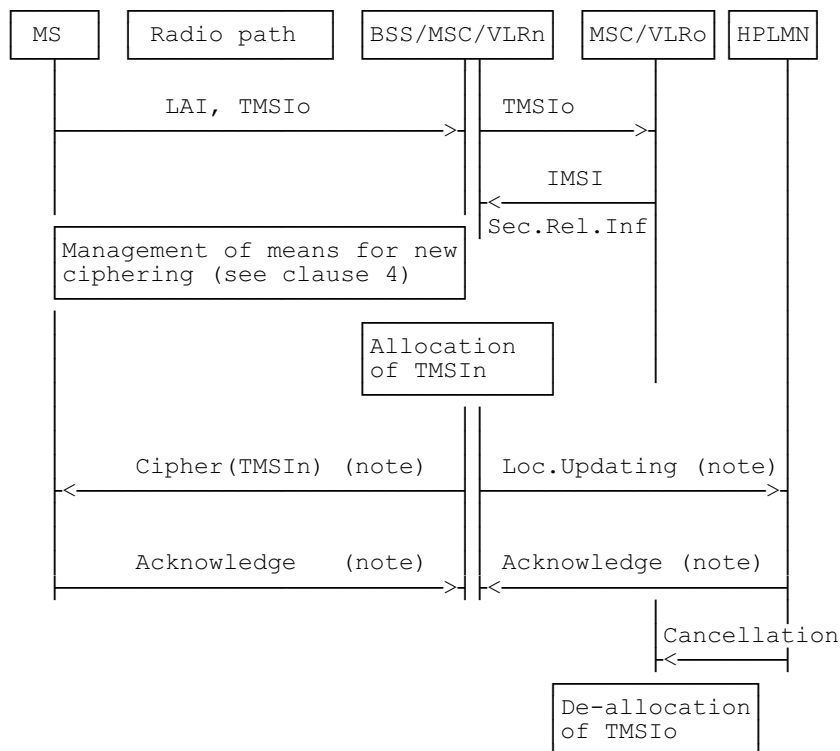 MS
Radio path
BSS/MSC/VLRn
MSC/VLRo
HPLMN
LAI, TMSIo
TMSIo
IMSI
Sec.Rel.Inf
Management of means for new
ciphering (see clause 4)
Allocation
of TMSIn
Cipher(TMSIn) (note)
Loc.Updating (note)
Acknowledge (note)
Acknowledge (note)
Cancellation
De-allocation
of TMSIo